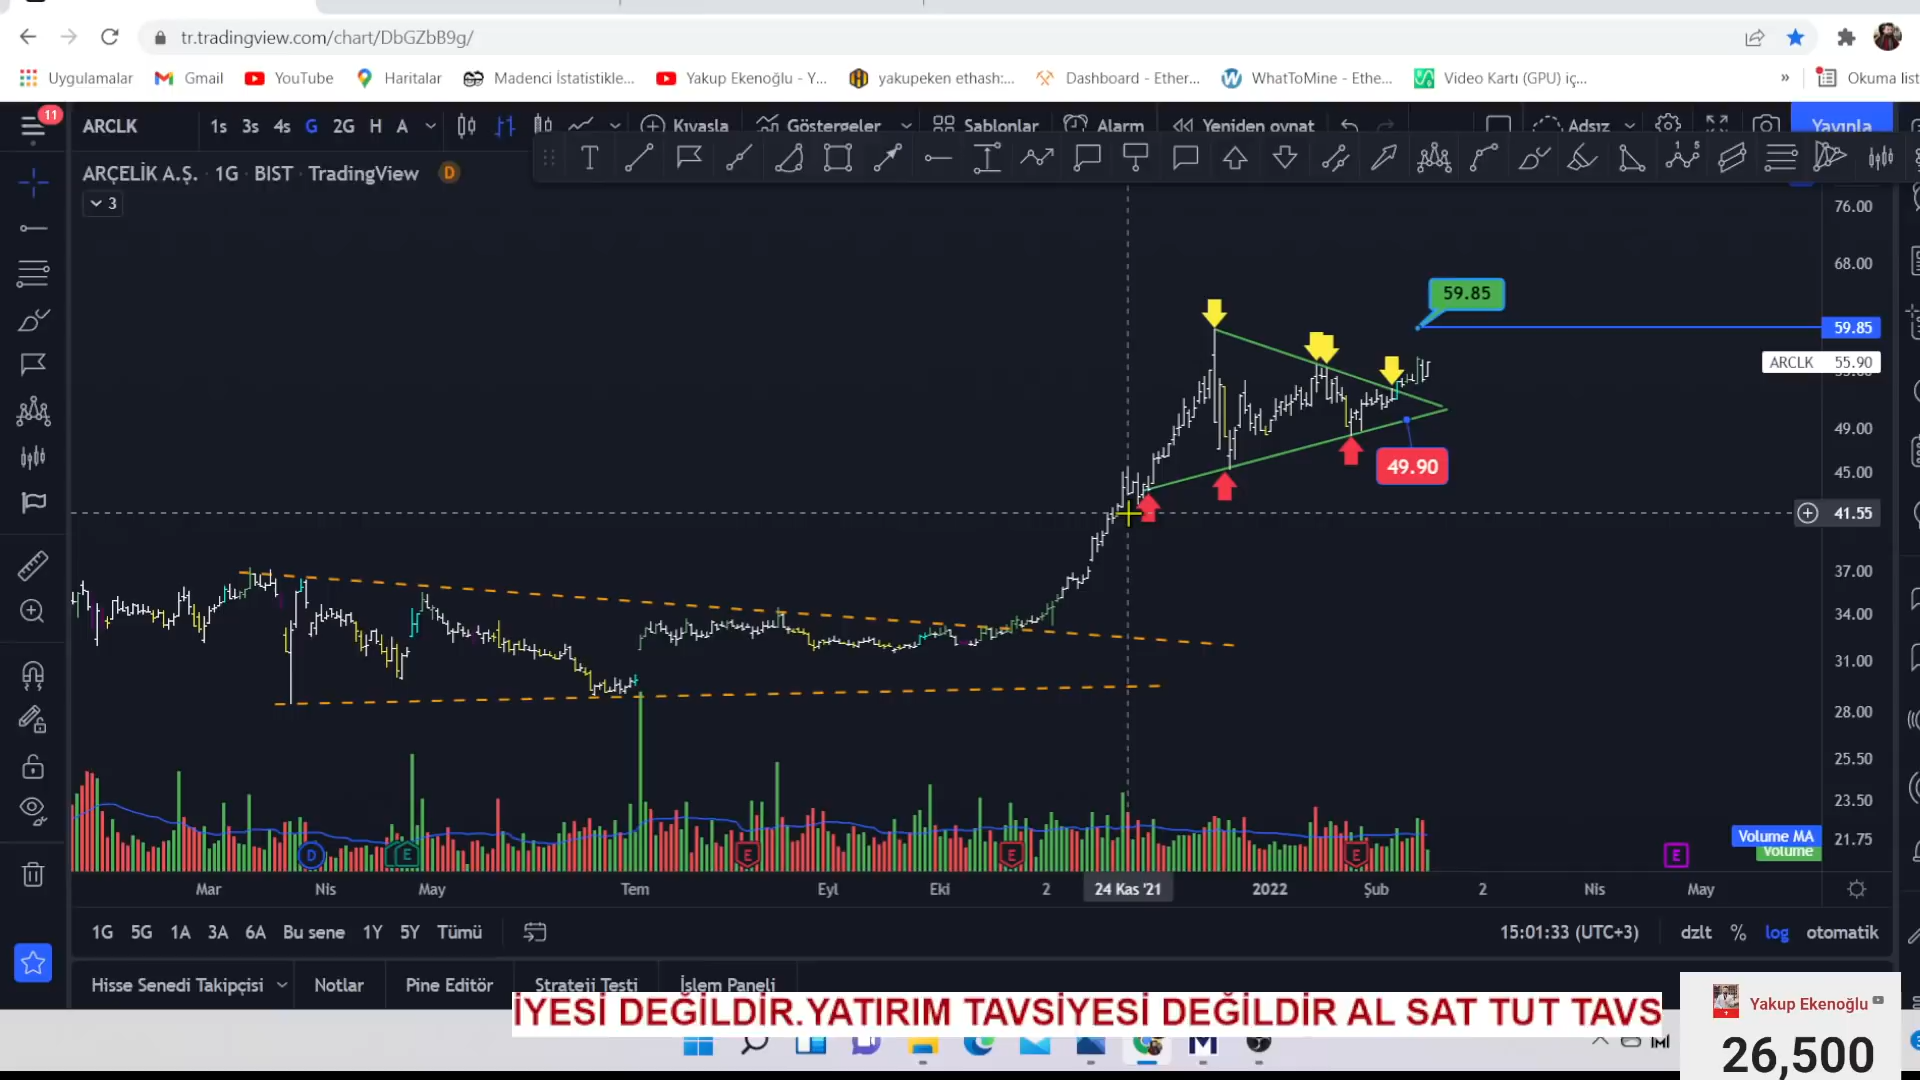 tr.tradingview.com/chart/DbGZbB9g/
Uygulamalar Gmail YouTube Haritalar Madenci İstatistikle... Yakup Ekenoğlu - Y... yakupeken ethash:... Dashboard - Ether... WhatToMine - Ethe... Video Kartı (GPU) iç... » Okuma list
11
ARCLK 1s 3s 4s G 2G H A Kıyasla Göstergeler Şablonlar Alarm Yeniden oynat Adsız Yayınla
ARÇELİK A.Ş. · 1G · BIST · TradingView D
3
76.00
68.00
59.85
59.85
ARCLK 55.90
49.00
49.90
45.00
41.55
37.00
34.00
31.00
28.00
25.50
23.50
Volume MA
21.75
Volume
D E E E E E
Mar Nis May Tem Eyl Eki 2 24 Kas '21 2022 Şub 2 Nis May
1G 5G 1A 3A 6A Bu sene 1Y 5Y Tümü 15:01:33 (UTC+3) dzlt % log otomatik
Hisse Senedi Takipçisi Notlar Pine Editör Strateji Testi İşlem Paneli
İYESİ DEĞİLDİR.YATIRIM TAVSİYESİ DEĞİLDİR AL SAT TUT TAVS
Yakup Ekenoğlu
26,500